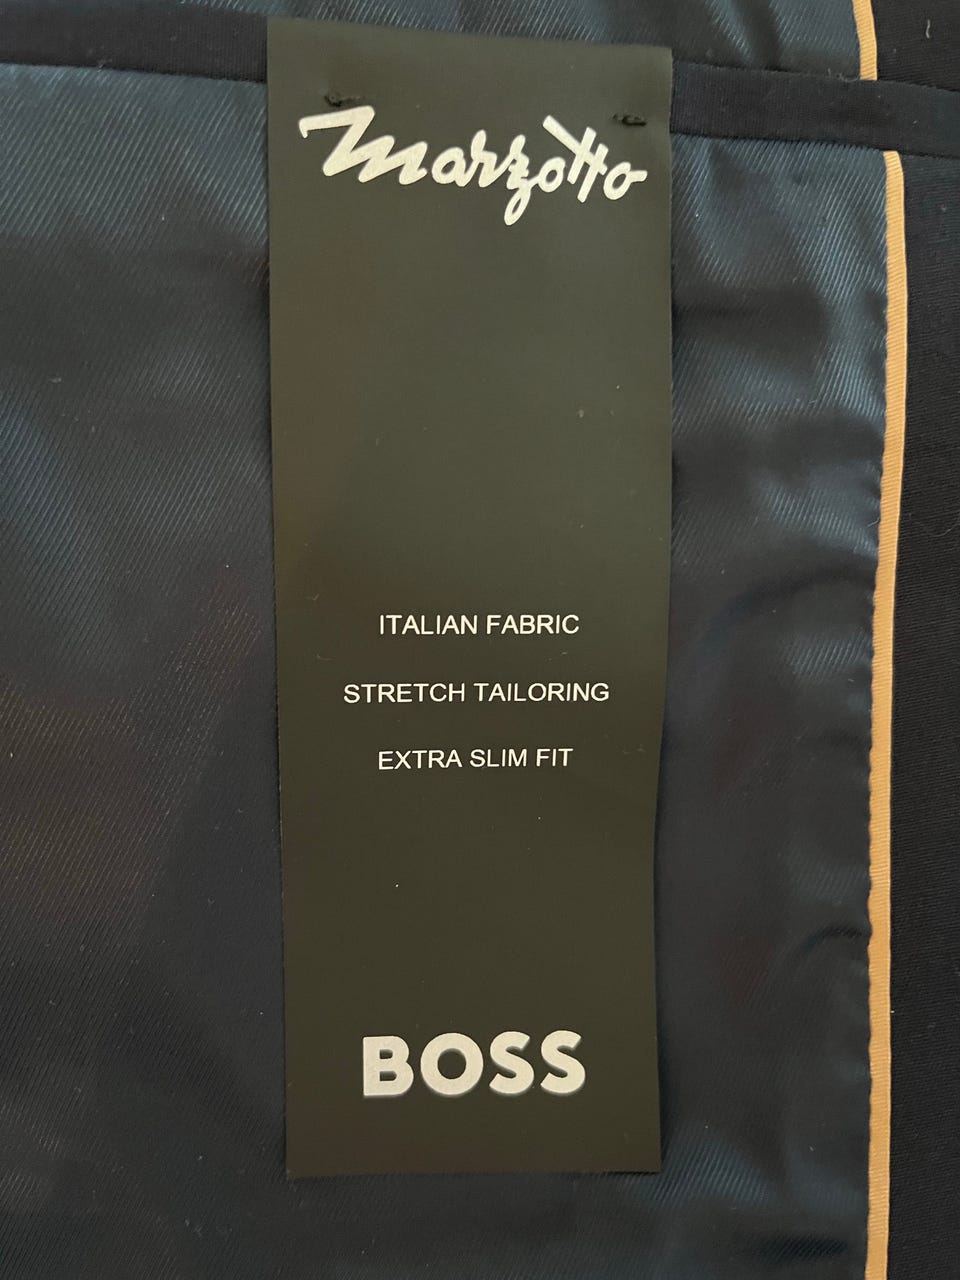 Marzotto
ITALIAN FABRIC
STRETCH TAILORING
EXTRA SLIM FIT
BOSS